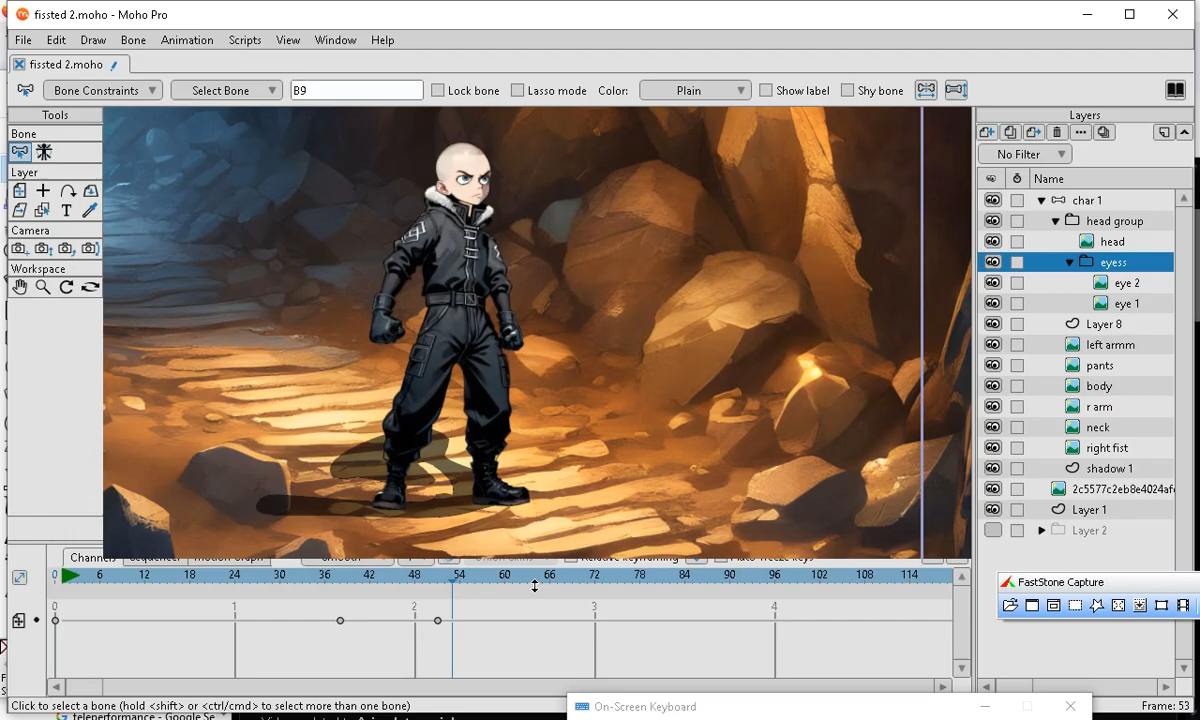 fissted 2.moho - Moho Pro
File Edit Draw Bone Animation Scripts View Window Help
fissted 2.moho
Bone Constraints Select Bone B9 Lock bone Lasso mode Color: Plain Show label Shy bone
Tools
Bone
Layer
T
Camera
Workspace
Layers
No Filter
Name
char 1
head group
head
eyess
eye 2
eye 1
Layer 8
left armm
pants
body
r arm
neck
right fist
shadow 1
2c5577c2eb8e4024af
Layer 1
Layer 2
FastStone Capture
0 6 12 18 24 30 36 42 48 54 60 66 72 78 84 90 96 102 108 114
0 1 2 3 4
Click to select a bone (hold <shift> or <ctrl/cmd> to select more than one bone)
Frame: 53
On-Screen Keyboard
teleperformance - Google Se